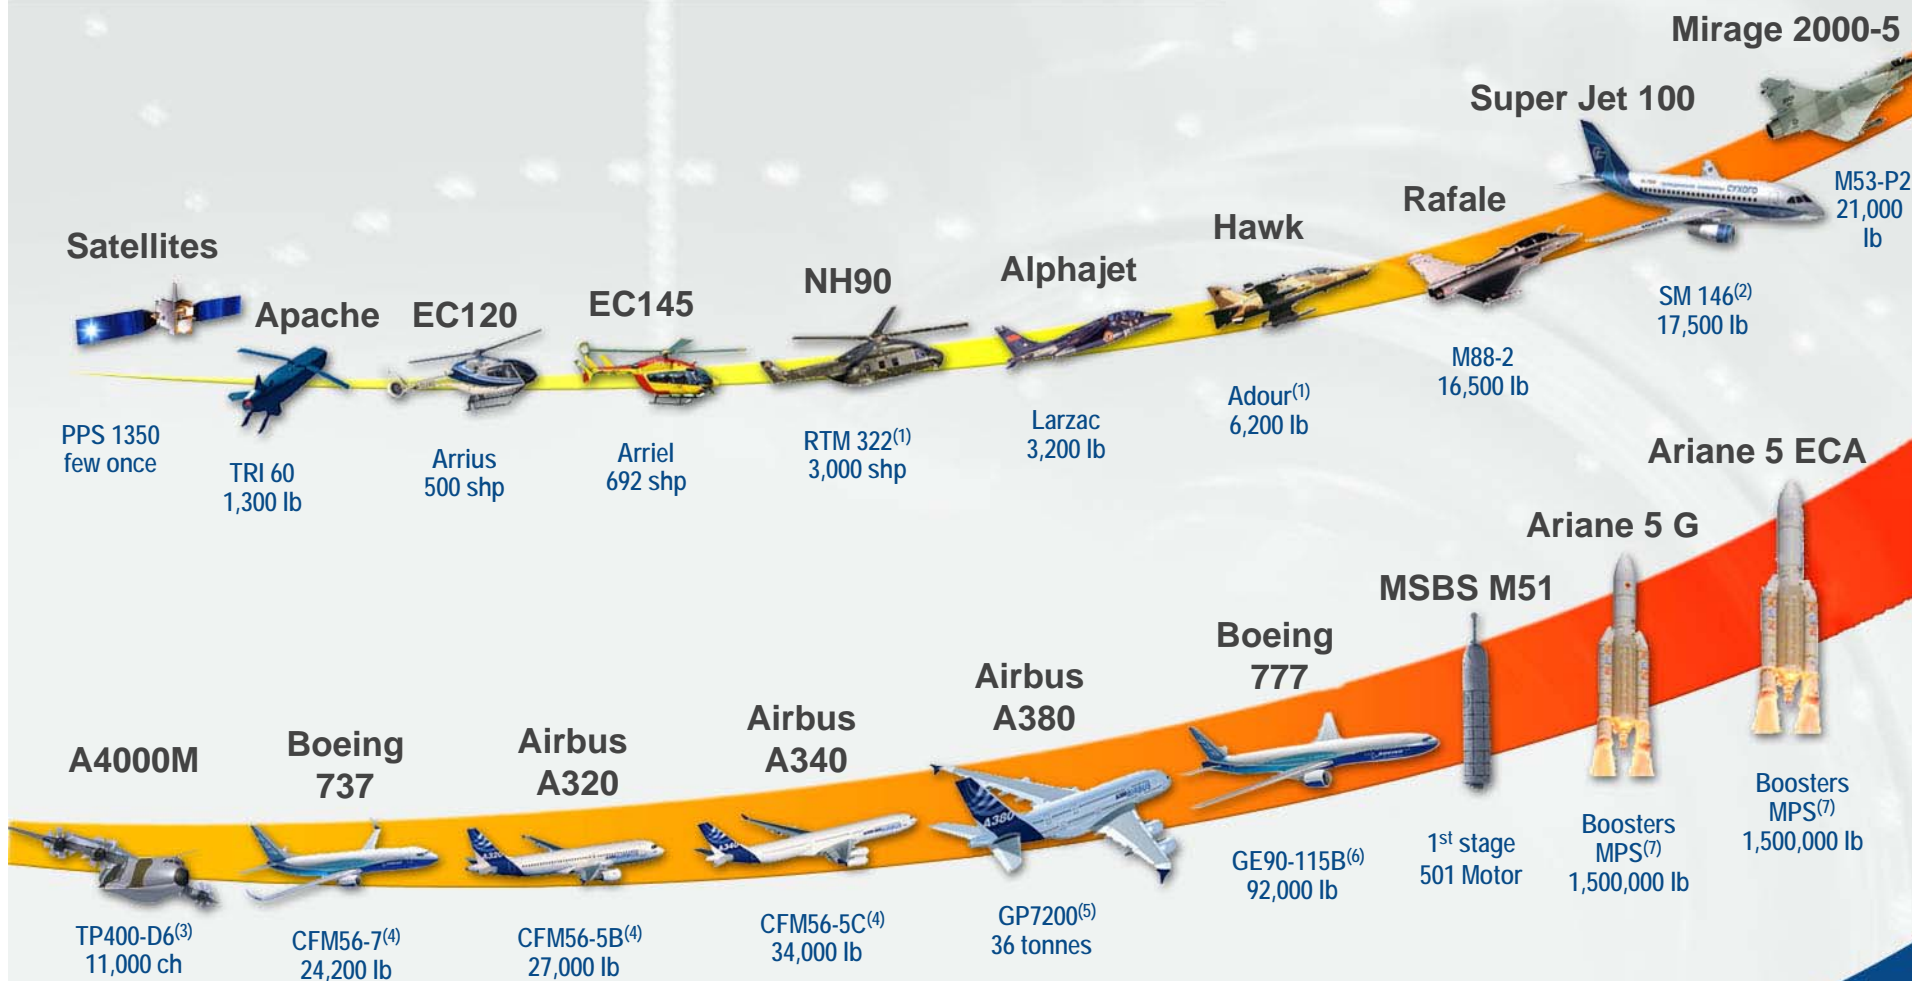 Satellites
PPS 1350
few once
Apache
TRI 60
1,300 lb
EC120
Arrius
500 shp
EC145
Arriel
692 shp
NH90
RTM 322(1)
3,000 shp
Alphajet
Larzac
3,200 lb
Hawk
Adour(1)
6,200 lb
Rafale
M88-2
16,500 lb
Super Jet 100
СУХОГО
SM 146(2)
17,500 lb
Mirage 2000-5
M53-P2
21,000
lb
A4000M
TP400-D6(3)
11,000 ch
Boeing
737
CFM56-7(4)
24,200 lb
Airbus
A320
A320
CFM56-5B(4)
27,000 lb
Airbus
A340
A340
CFM56-5C(4)
34,000 lb
Airbus
A380
A380
GP7200(5)
36 tonnes
Boeing
777
GE90-115B(6)
92,000 lb
MSBS M51
1st stage
501 Motor
Ariane 5 G
Boosters
MPS(7)
1,500,000 lb
Ariane 5 ECA
Boosters
MPS(7)
1,500,000 lb